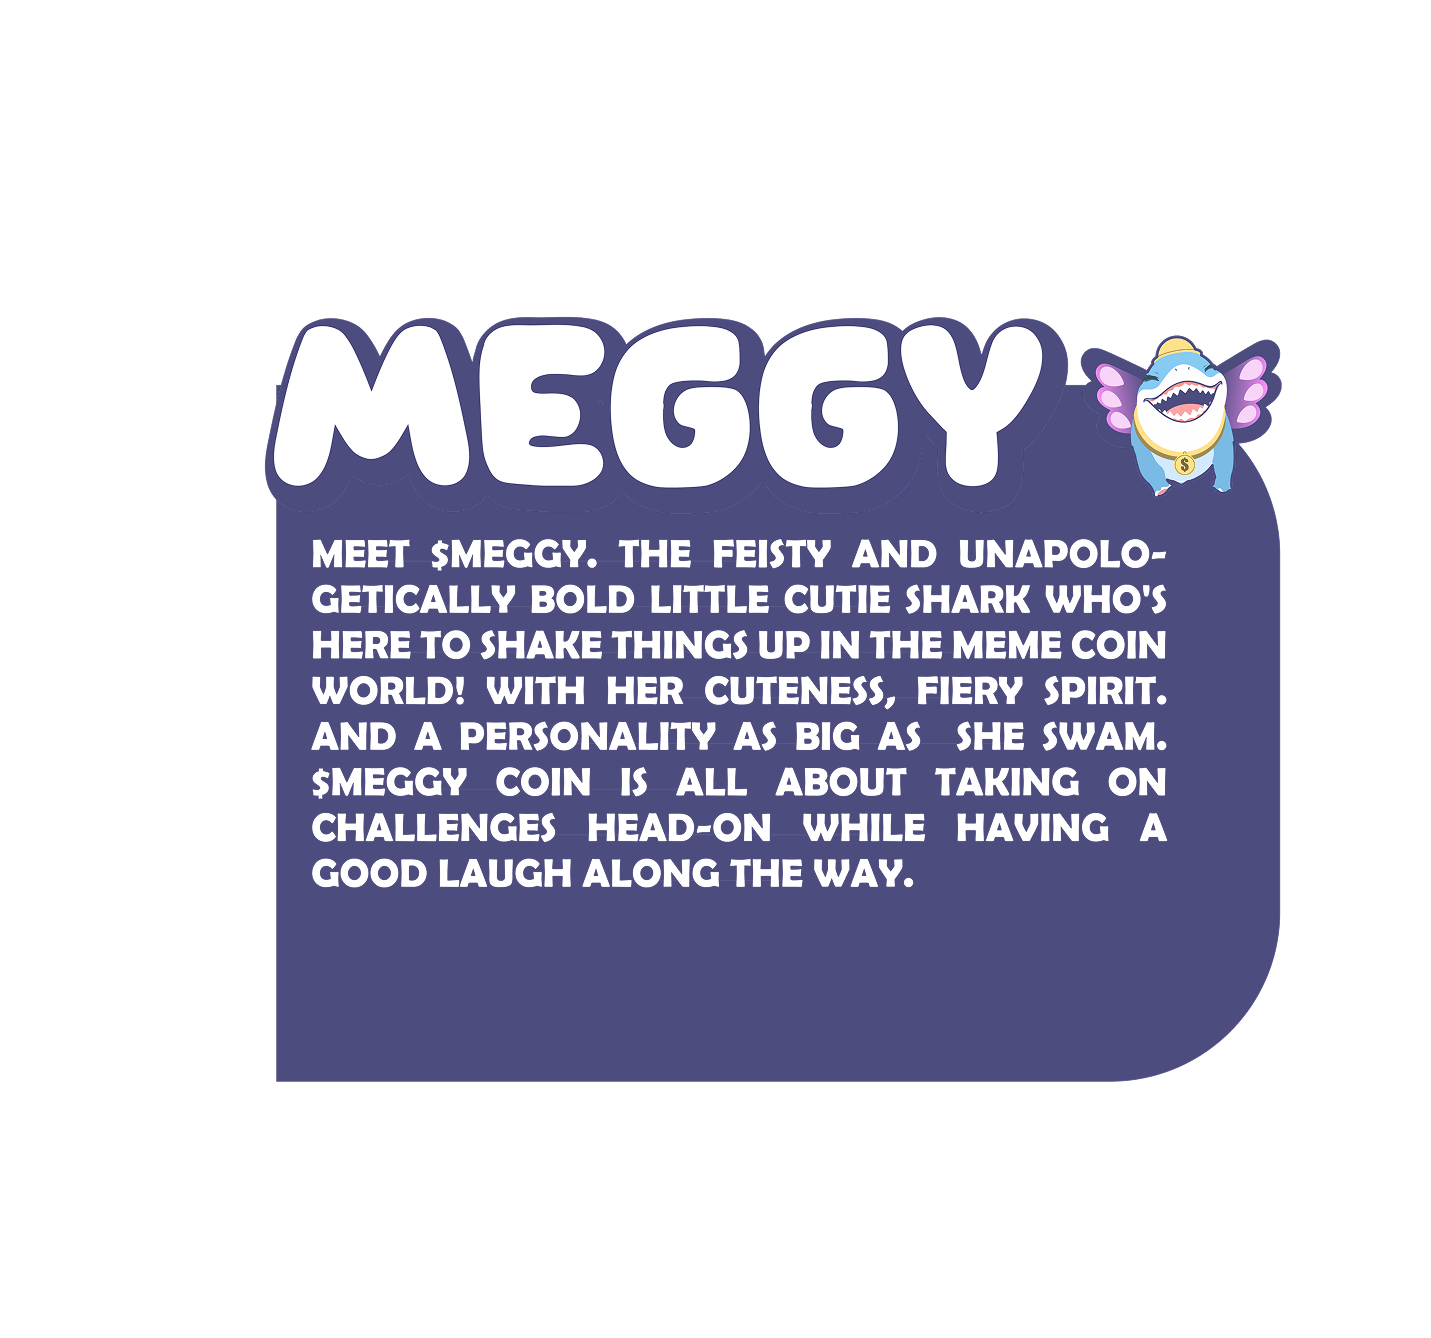 MEGGY
MEET $MEGGY. THE FEISTY AND UNAPOLO-
GETICALLY BOLD LITTLE CUTIE SHARK WHO'S
HERE TO SHAKE THINGS UP IN THE MEME COIN
WORLD! WITH HER CUTENESS, FIERY SPIRIT.
AND A PERSONALITY AS BIG AS SHE SWAM.
$MEGGY COIN IS ALL ABOUT TAKING ON
CHALLENGES HEAD-ON WHILE HAVING A
GOOD LAUGH ALONG THE WAY.
$